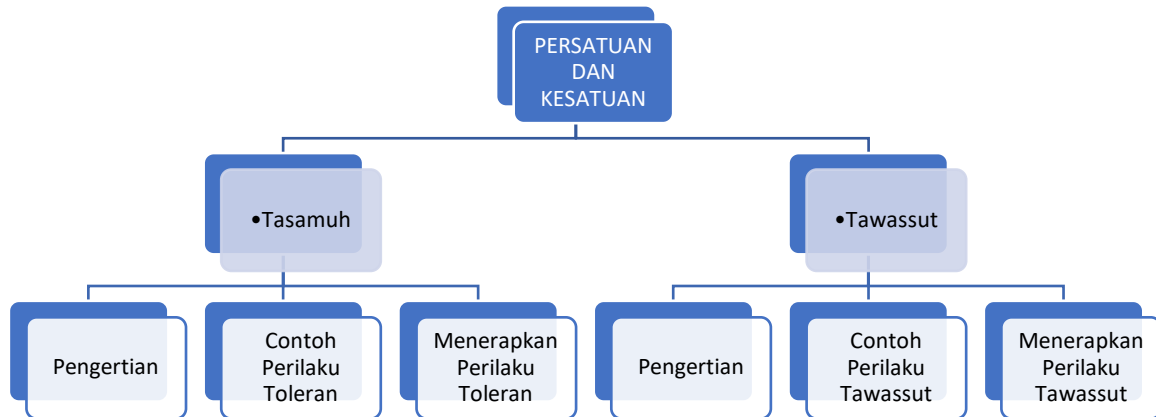 PERSATUAN
DAN
KESATUAN
•Tasamuh
•Tawassut
Pengertian
Contoh
Perilaku
Toleran
Menerapkan
Perilaku
Toleran
Pengertian
Contoh
Perilaku
Tawassut
Menerapkan
Perilaku
Tawassut